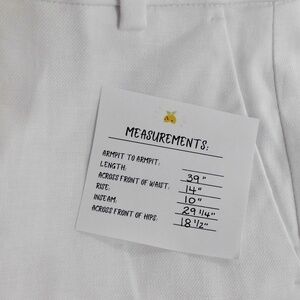 MEASUREMENTS:
ARMPIT TO ARMPIT:
LENGTH: 39"
ACROSS FRONT OF WAIST: 14"
RISE: 10"
INSEAM: 29 1/4"
ACROSS FRONT OF HIPS: 18 1/2"